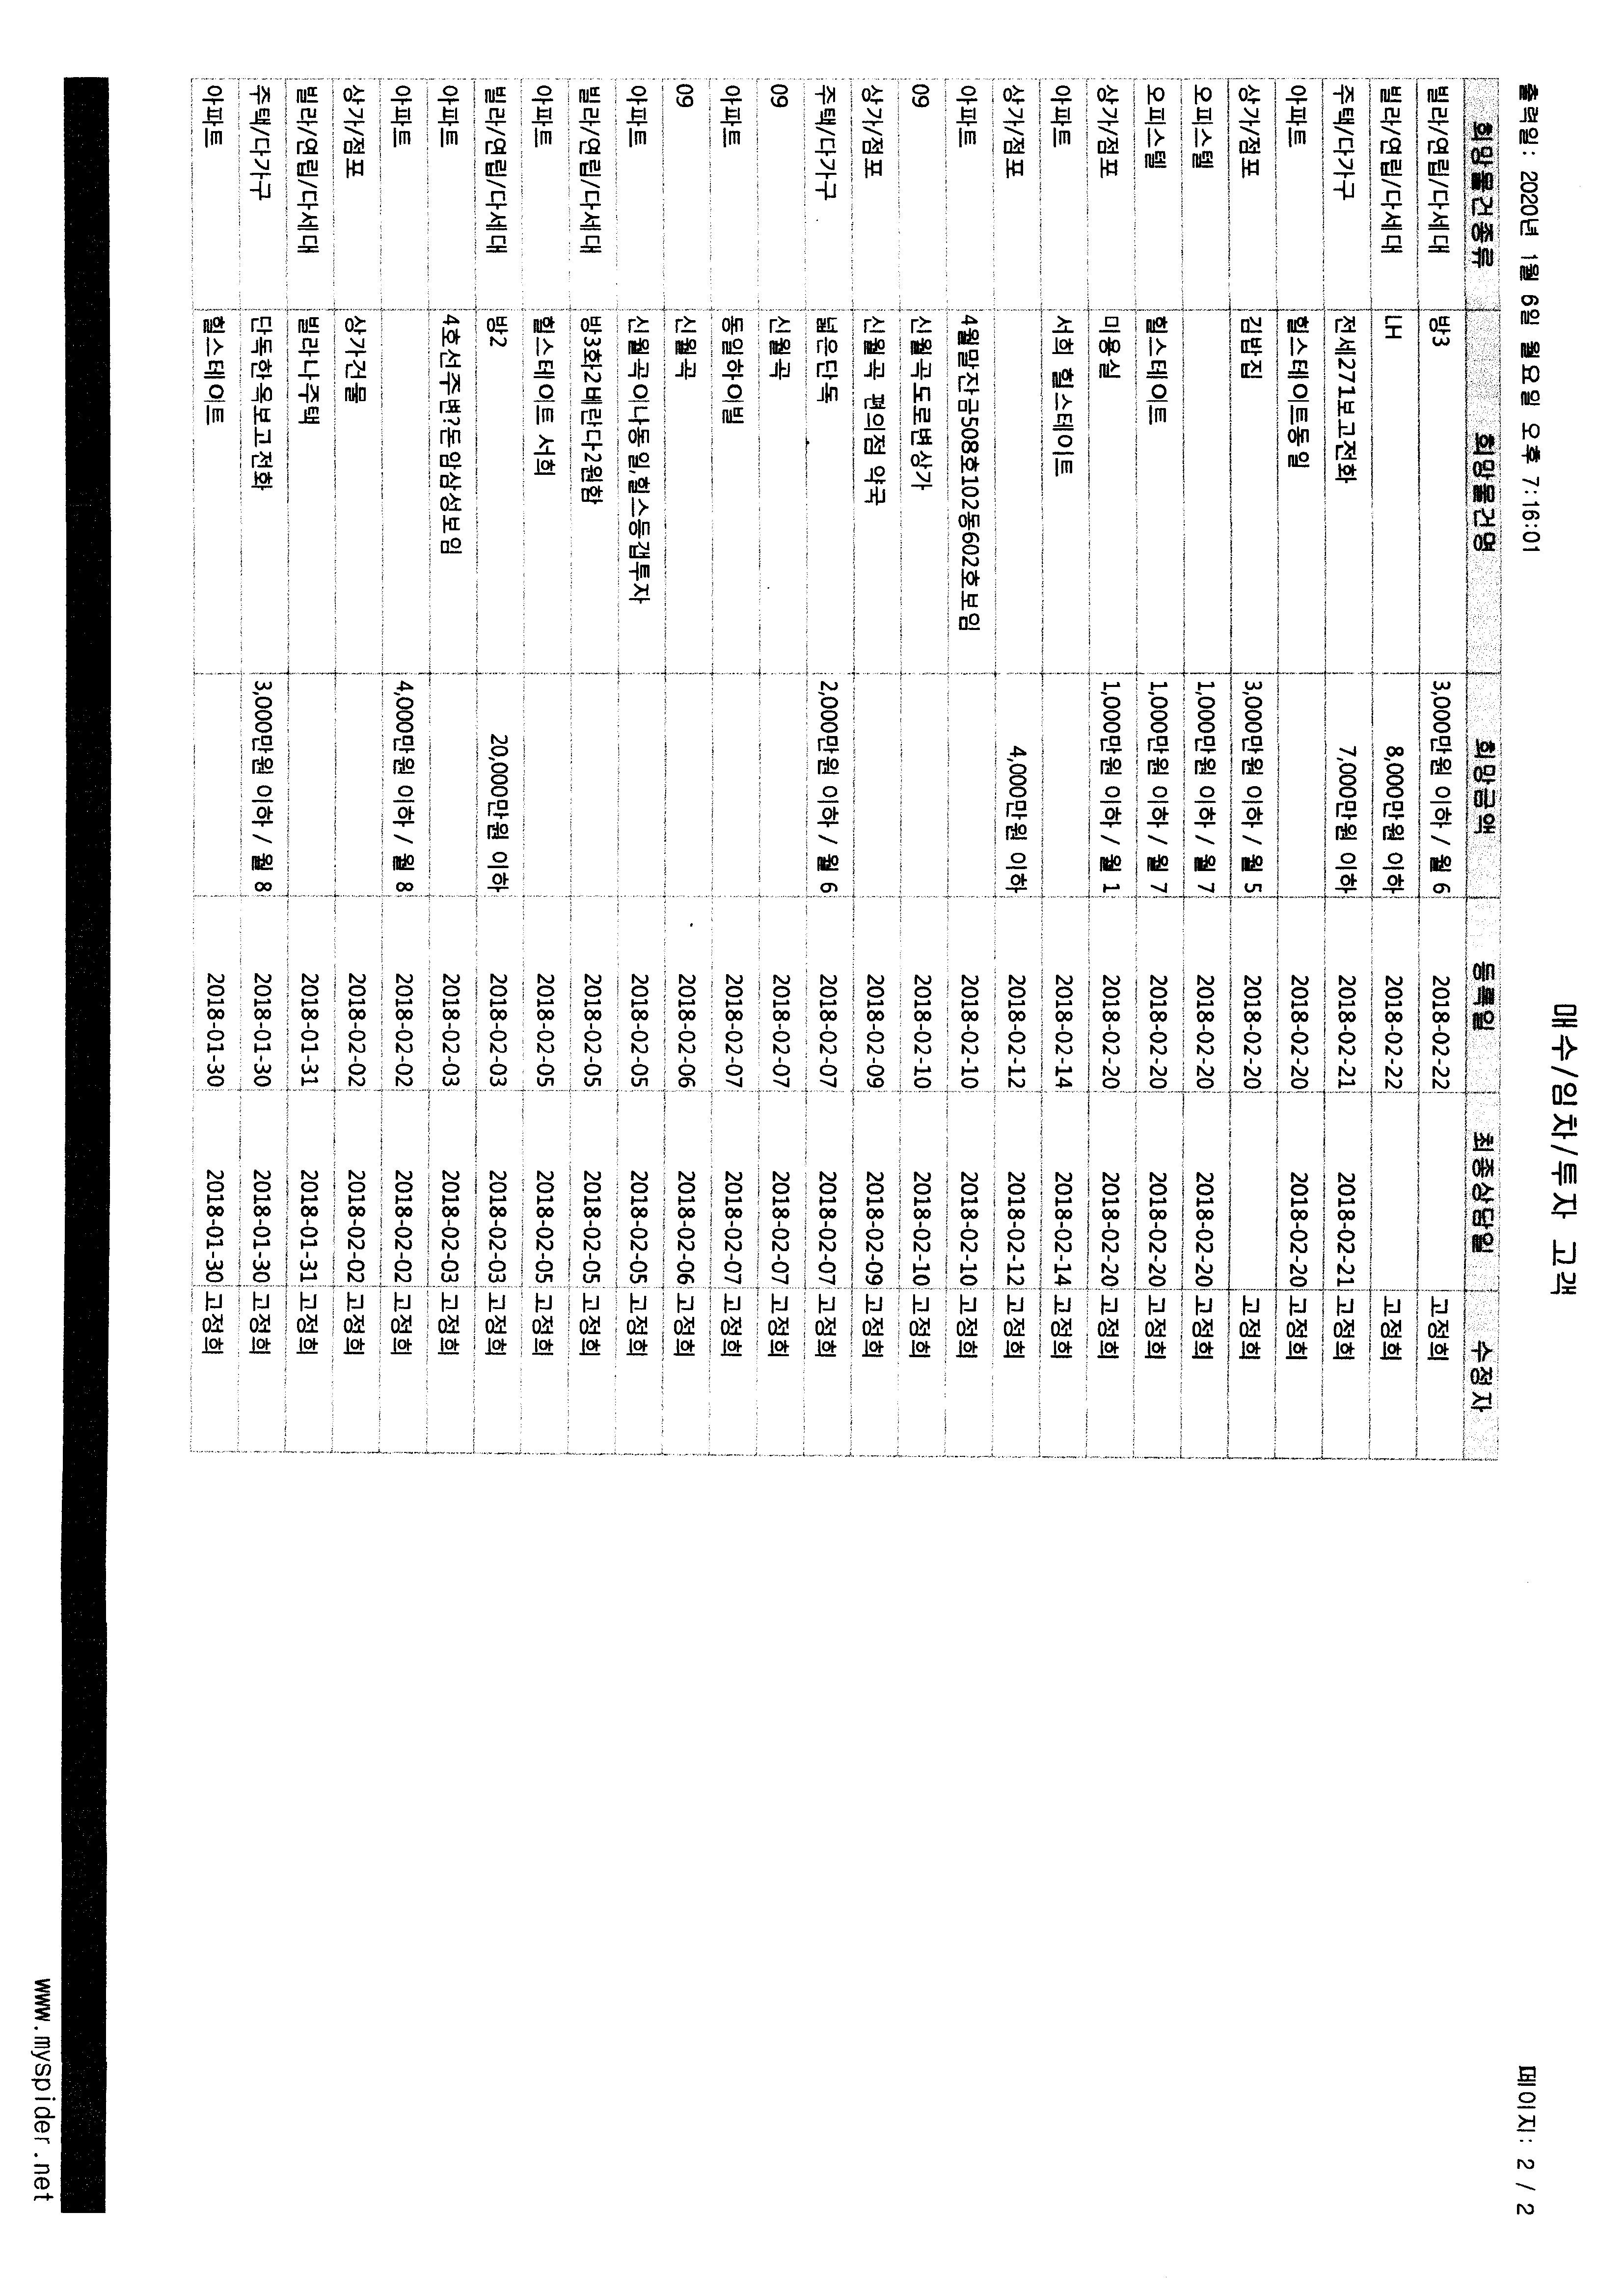 매수/임차/투자 고객
출력일: 2020년 1월 6일 월요일 오후 7:16:01
페이지: 2 / 2
희망물건종류 희망물건명 희망금액 등록일 최종상담일 수정자
빌라/연립/다세대 방3 3,000만원 이하 / 월 6 2018-02-22 고정희
빌라/연립/다세대 LH 8,000만원 이하 2018-02-22 고정희
주택/다가구 전세271보고전화 7,000만원 이하 2018-02-21 2018-02-21 고정희
아파트 힐스테이트동일 2018-02-20 2018-02-20 고정희
상가/점포 김밥집 3,000만원 이하 / 월 5 2018-02-20 고정희
오피스텔 1,000만원 이하 / 월 7 2018-02-20 2018-02-20 고정희
오피스텔 힐스테이트 1,000만원 이하 / 월 7 2018-02-20 2018-02-20 고정희
상가/점포 미용실 1,000만원 이하 / 월 1 2018-02-20 2018-02-20 고정희
아파트 서희 힐스테이트 2018-02-14 2018-02-14 고정희
상가/점포 4,000만원 이하 2018-02-12 2018-02-12 고정희
아파트 4월말잔금508호102동602호보임 2018-02-10 2018-02-10 고정희
09 신월곡도로변상가 2018-02-10 2018-02-10 고정희
상가/점포 신월곡 편의점 약국 2018-02-09 2018-02-09 고정희
주택/다가구 넓은단독 2,000만원 이하 / 월 6 2018-02-07 2018-02-07 고정희
09 신월곡 2018-02-07 2018-02-07 고정희
아파트 동일하이빌 2018-02-07 2018-02-07 고정희
09 신월곡 2018-02-06 2018-02-06 고정희
아파트 신월곡이나동일,힐스등갭투자 2018-02-05 2018-02-05 고정희
빌라/연립/다세대 방3화2베란다2원함 2018-02-05 2018-02-05 고정희
아파트 힐스테이트 서희 2018-02-05 2018-02-05 고정희
빌라/연립/다세대 방2 20,000만원 이하 2018-02-03 2018-02-03 고정희
아파트 4호선주변?돈암삼성보임 2018-02-03 2018-02-03 고정희
아파트 4,000만원 이하 / 월 8 2018-02-02 2018-02-02 고정희
상가/점포 상가건물 2018-02-02 2018-02-02 고정희
빌라/연립/다세대 빌라나주택 2018-01-31 2018-01-31 고정희
주택/다가구 단독한옥보고전화 3,000만원 이하 / 월 8 2018-01-30 2018-01-30 고정희
아파트 힐스테이트 2018-01-30 2018-01-30 고정희
www.myspider.net